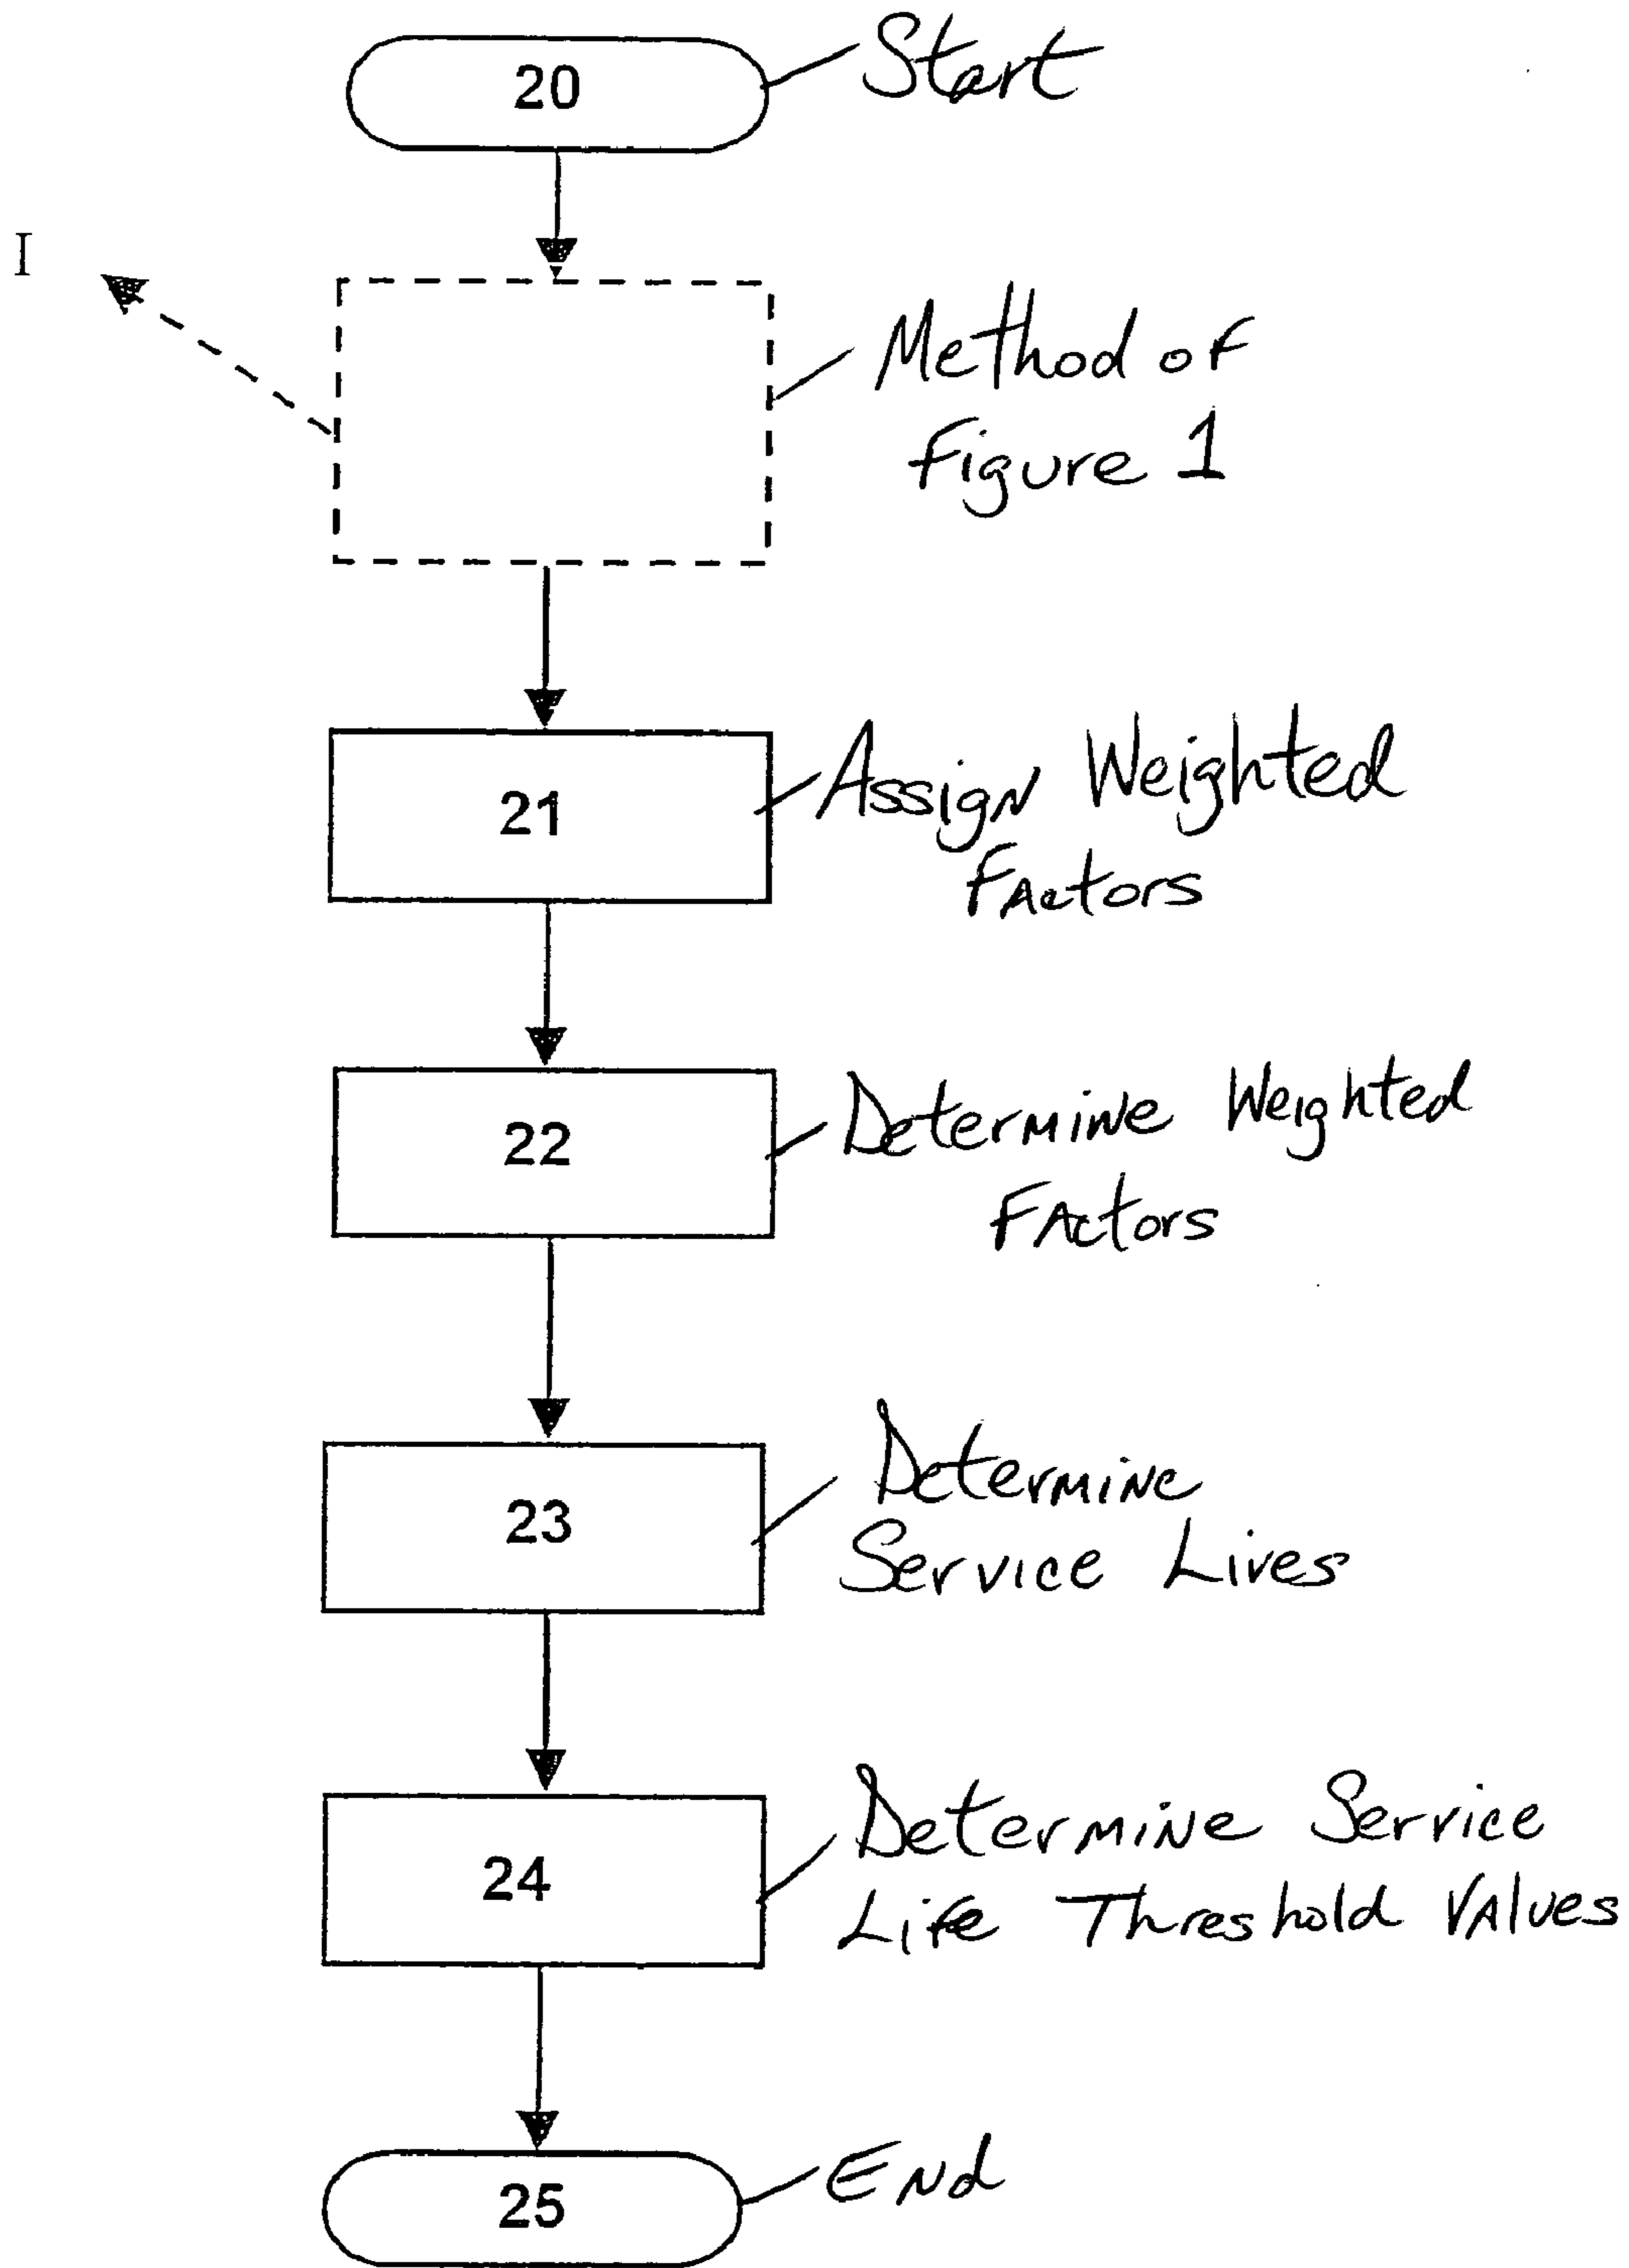 20
Start
I
Method of
Figure 1
21
Assign Weighted
Factors
22
Determine Weighted
Factors
23
Determine
Service Lives
24
Determine Service
Life Threshold Values
25
End